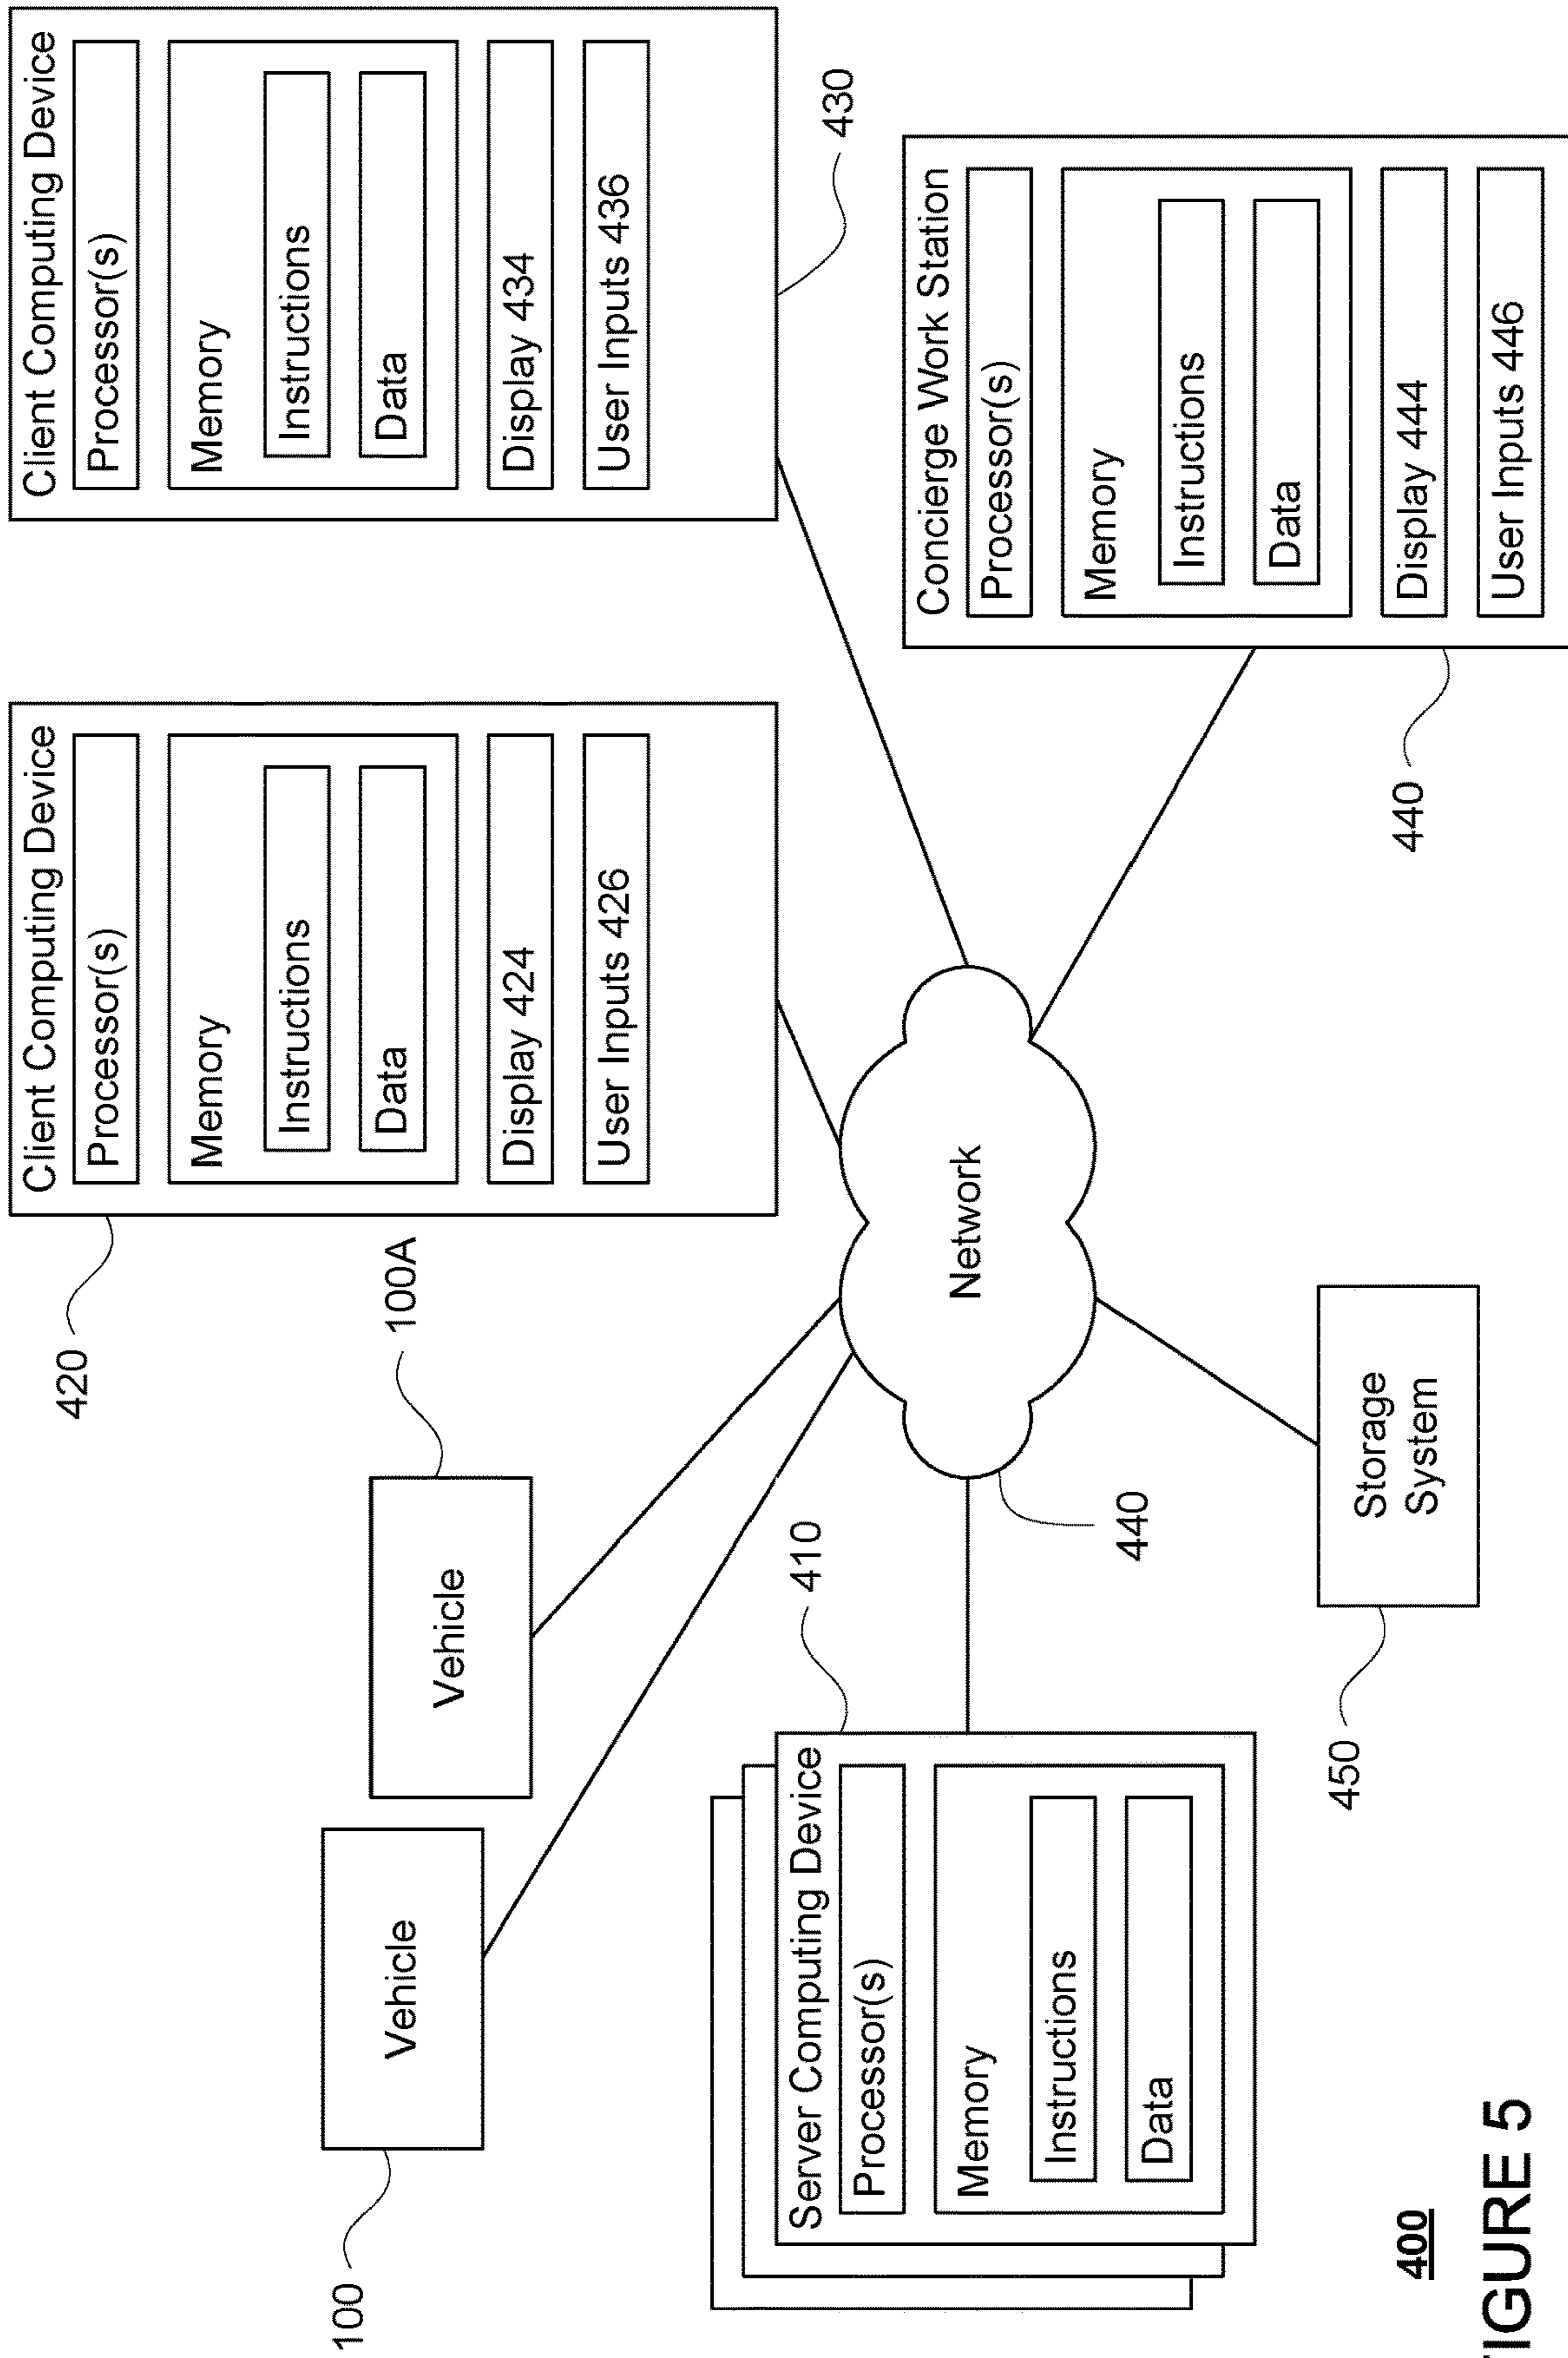 Vehicle
100
Vehicle
100A
420
Client Computing Device
Processor(s)
Memory
Instructions
Data
Display 424
User Inputs 426
Client Computing Device
Processor(s)
Memory
Instructions
Data
Display 434
User Inputs 436
430
Server Computing Device
Processor(s)
Memory
Instructions
Data
410
Network
440
Concierge Work Station
Processor(s)
Memory
Instructions
Data
Display 444
User Inputs 446
440
Storage
System
450
400
FIGURE 5